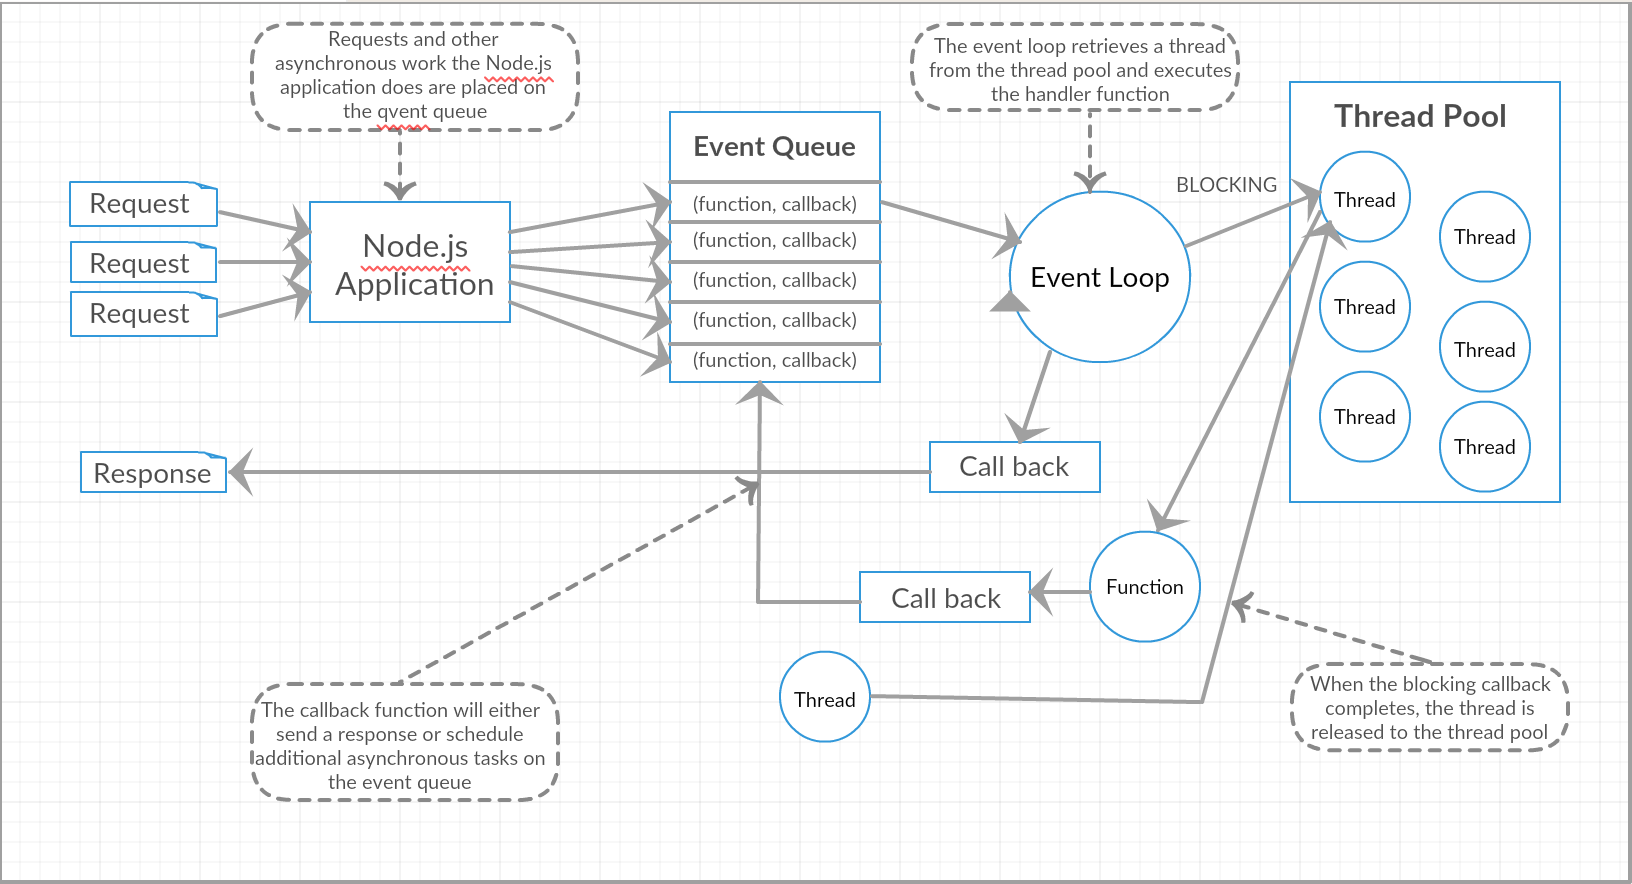 Requests and other
asynchronous work the Node.js
application does are placed on
the qvent queue
The event loop retrieves a thread
from the thread pool and executes
the handler function
Request
Request
Request
Node.js
Application
Event Queue
(function, callback)
(function, callback)
(function, callback)
(function, callback)
(function, callback)
Event Loop
BLOCKING
Thread Pool
Thread
Thread
Thread
Thread
Thread
Thread
Response
Call back
Call back
Function
Thread
The callback function will either
send a response or schedule
additional asynchronous tasks on
the event queue
When the blocking callback
completes, the thread is
released to the thread pool